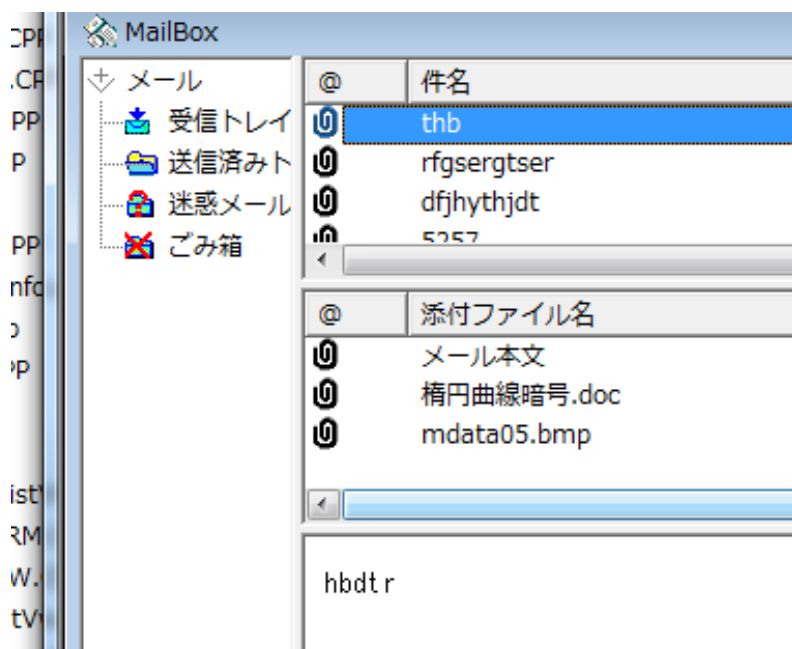 MailBox
メール
受信トレイ
送信済みト
迷惑メール
ごみ箱
@ 件名
thb
rfgsergtser
dfjhythjdt
5257
@ 添付ファイル名
メール本文
楕円曲線暗号.doc
mdata05.bmp
hbdtr